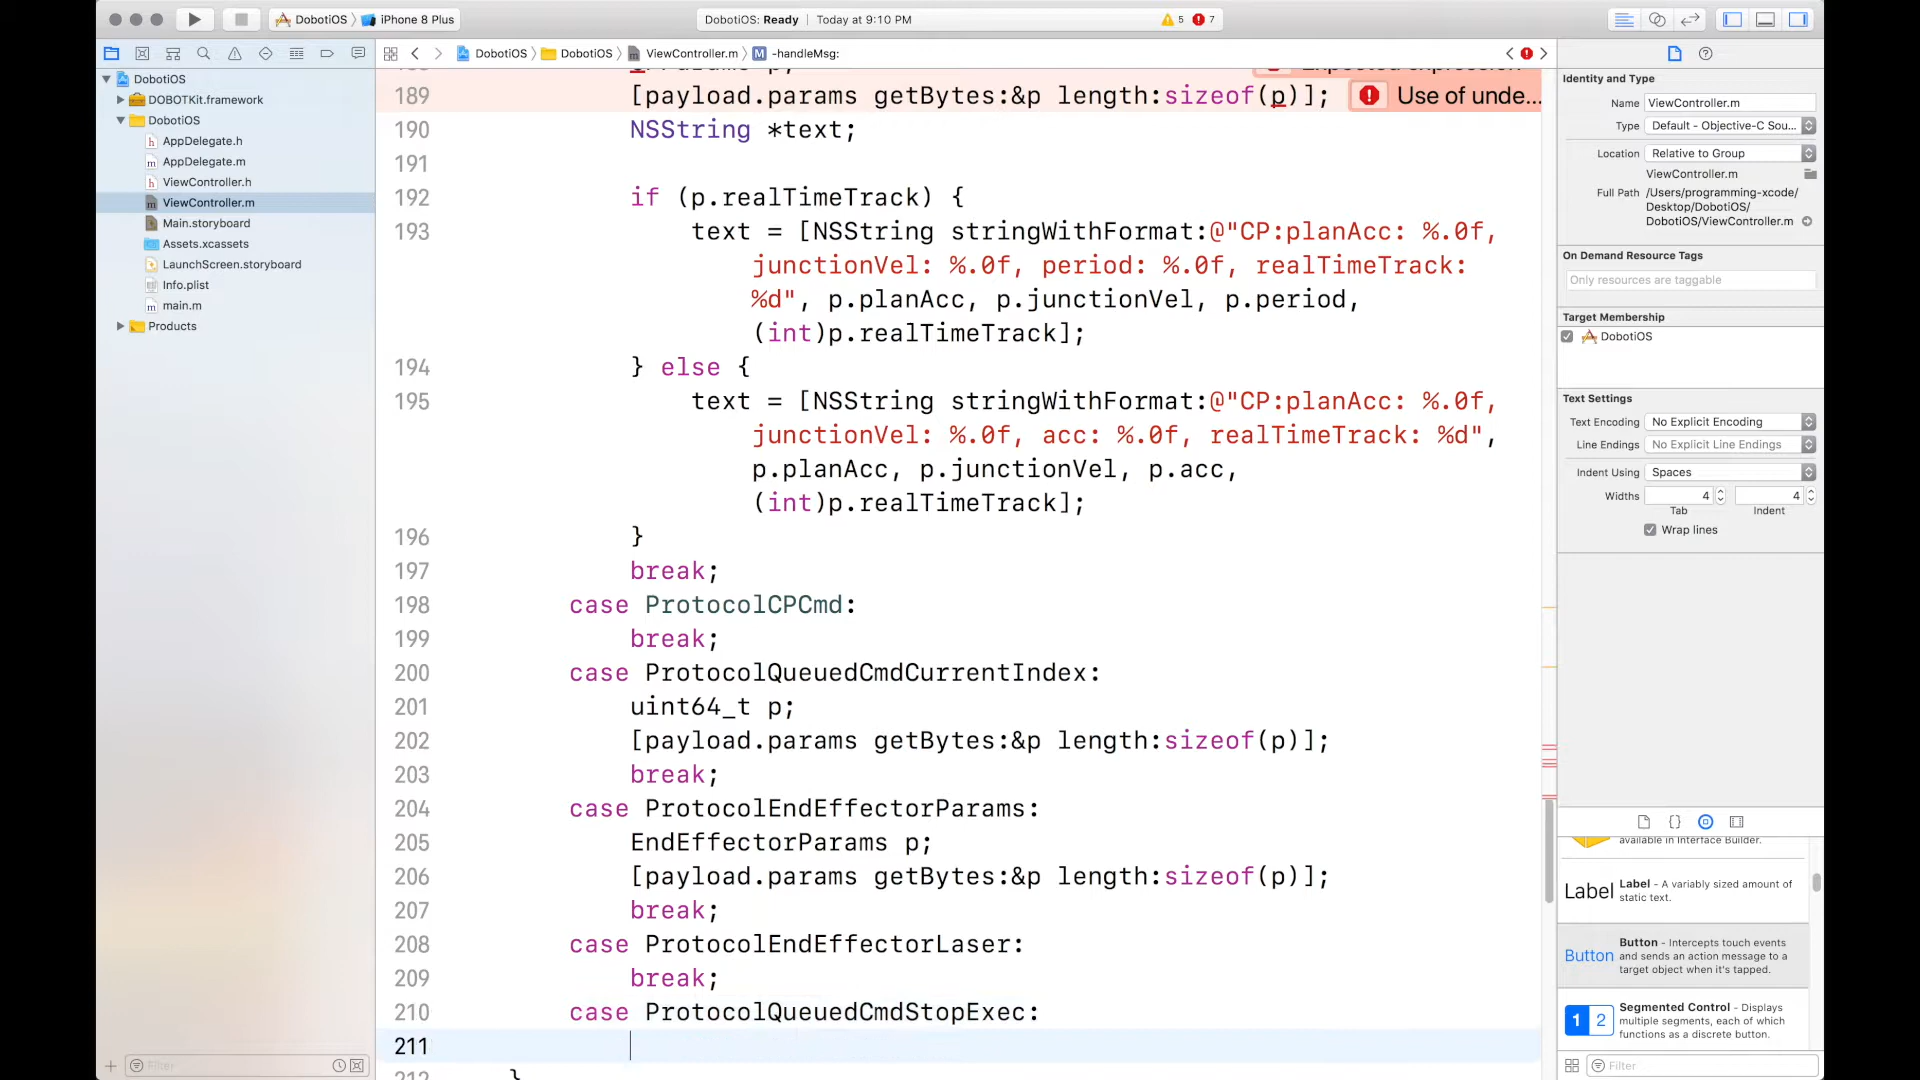 DobotiOS
iPhone 8 Plus
DobotiOS: Ready
Today at 9:10 PM
5
7
DobotiOS
DobotiOS
ViewController.m
M
-handleMsg:
DobotiOS
DOBOTKit.framework
DobotiOS
AppDelegate.h
AppDelegate.m
ViewController.h
ViewController.m
Main.storyboard
Assets.xcassets
LaunchScreen.storyboard
Info.plist
main.m
Products
Filter
189 [payload.params getBytes:&p length:sizeof(p)]; Use of unde...
190 NSString *text;
191
192 if (p.realTimeTrack) {
193 text = [NSString stringWithFormat:@"CP:planAcc: %.0f,
junctionVel: %.0f, period: %.0f, realTimeTrack:
%d", p.planAcc, p.junctionVel, p.period,
(int)p.realTimeTrack];
194 } else {
195 text = [NSString stringWithFormat:@"CP:planAcc: %.0f,
junctionVel: %.0f, acc: %.0f, realTimeTrack: %d",
p.planAcc, p.junctionVel, p.acc,
(int)p.realTimeTrack];
196 }
197 break;
198 case ProtocolCPCmd:
199 break;
200 case ProtocolQueuedCmdCurrentIndex:
201 uint64_t p;
202 [payload.params getBytes:&p length:sizeof(p)];
203 break;
204 case ProtocolEndEffectorParams:
205 EndEffectorParams p;
206 [payload.params getBytes:&p length:sizeof(p)];
207 break;
208 case ProtocolEndEffectorLaser:
209 break;
210 case ProtocolQueuedCmdStopExec:
211
Identity and Type
Name ViewController.m
Type Default - Objective-C Sou...
Location Relative to Group
ViewController.m
Full Path /Users/programming-xcode/
Desktop/DobotiOS/
DobotiOS/ViewController.m
On Demand Resource Tags
Only resources are taggable
Target Membership
DobotiOS
Text Settings
Text Encoding No Explicit Encoding
Line Endings No Explicit Line Endings
Indent Using Spaces
Widths 4 4
Tab Indent
Wrap lines
available in Interface Builder.
Label Label - A variably sized amount of
static text.
Button Button - Intercepts touch events
and sends an action message to a
target object when it's tapped.
1 2 Segmented Control - Displays
multiple segments, each of which
functions as a discrete button.
Filter